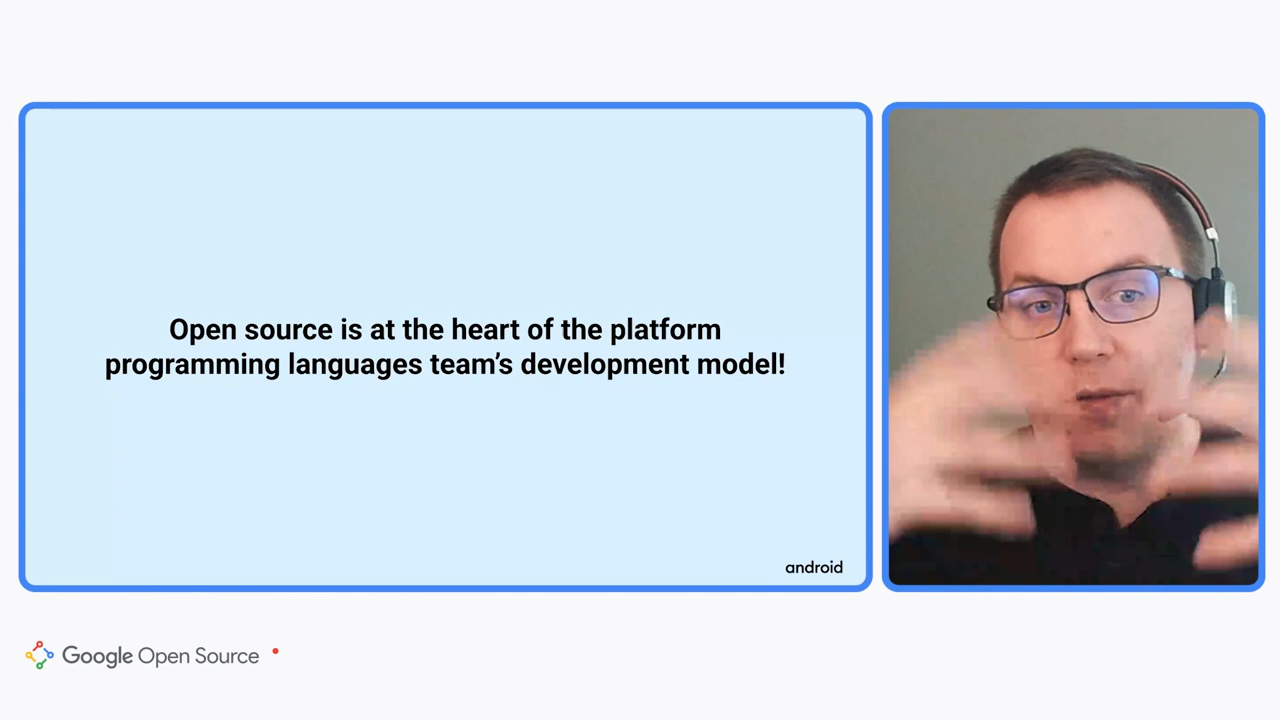 Open source is at the heart of the platform
programming languages team's development model!
android
Google Open Source